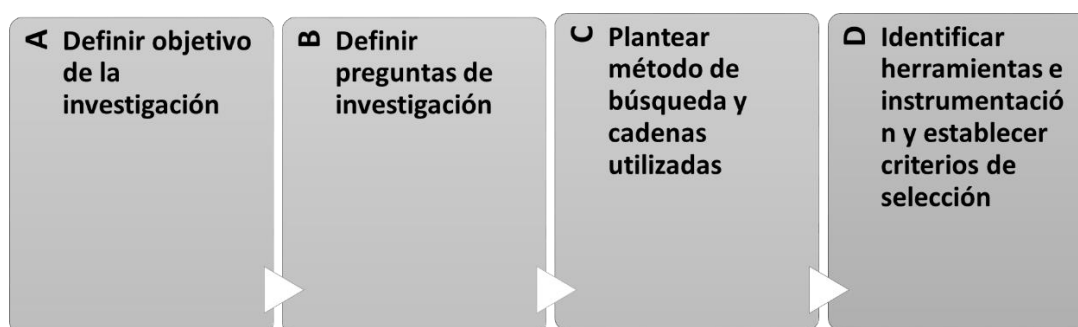 A
Definir objetivo
de la
investigación
B
Definir
preguntas de
investigación
C
Plantear
método de
búsqueda y
cadenas
utilizadas
D
Identificar
herramientas e
instrumentació
n y establecer
criterios de
selección